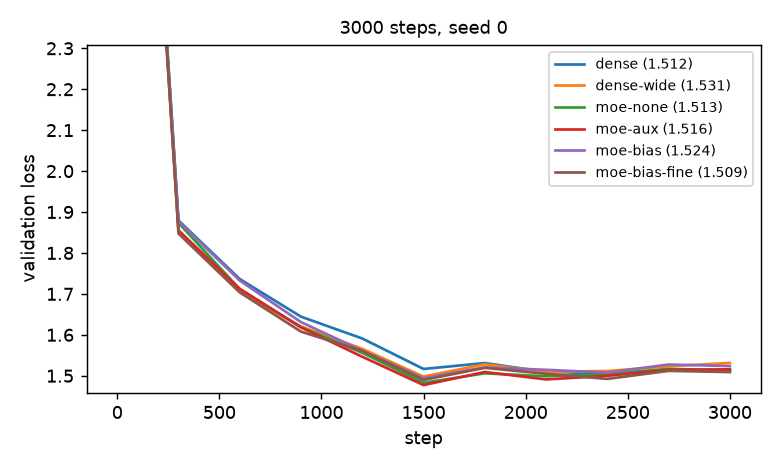 3000 steps, seed 0
validation loss
2.3
2.2
2.1
2.0
1.9
1.8
1.7
1.6
1.5
dense (1.512)
dense-wide (1.531)
moe-none (1.513)
moe-aux (1.516)
moe-bias (1.524)
moe-bias-fine (1.509)
0 500 1000 1500 2000 2500 3000
step